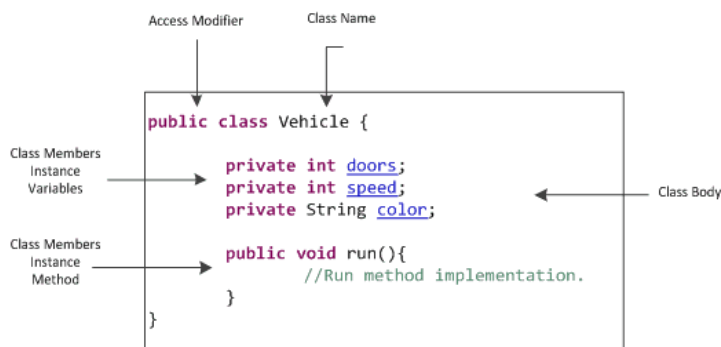 Access Modifier
Class Name
public class Vehicle {
Class Members
Instance
Variables
private int doors;
private int speed;
private String color;
Class Body
Class Members
Instance
Method
public void run(){
//Run method implementation.
}
}